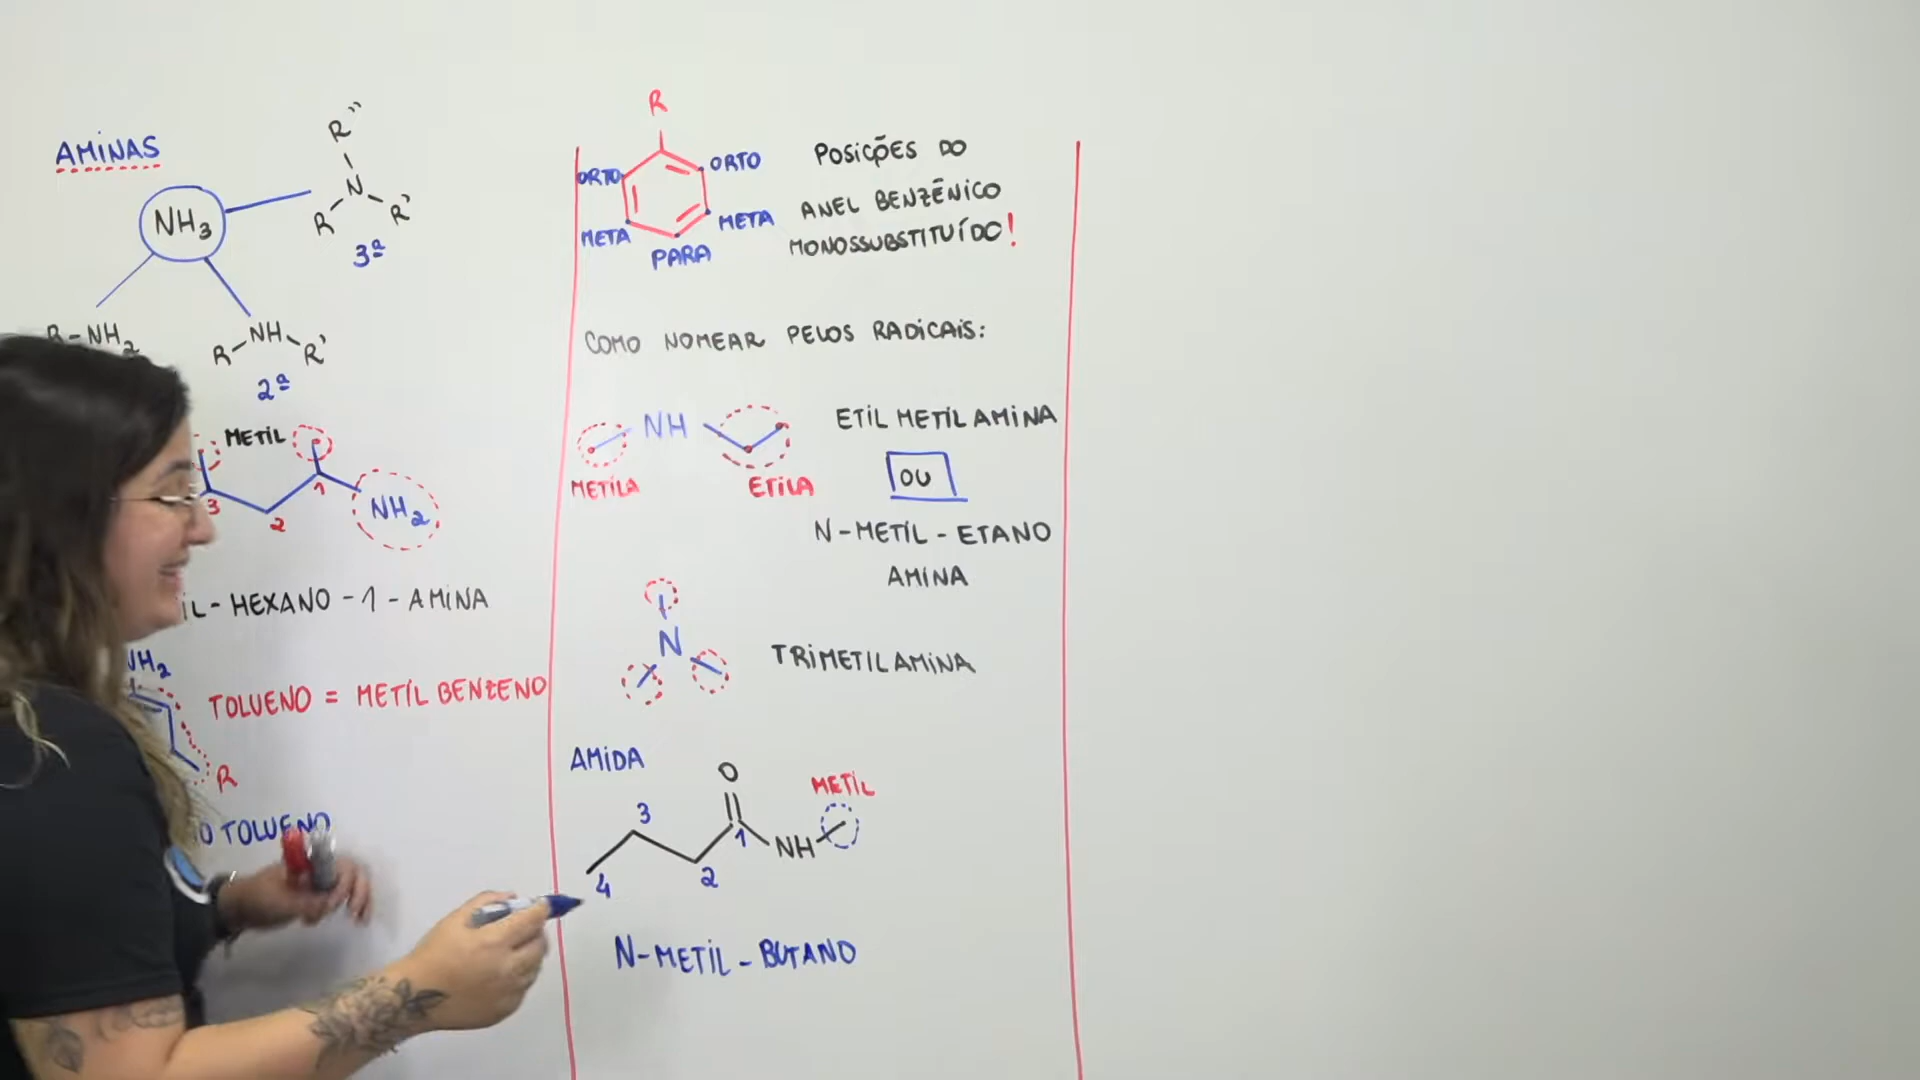 AMINAS
NH3
R"
N
R
R'
3ª
R-NH2
R
NH
R'
2ª
METIL
3
2
1
NH2
IL-HEXANO-1-AMINA
NH2
TOLUENO = METIL BENZENO
R
O TOLUENO
R
ORTO
ORTO
META
META
PARA
POSIÇÕES DO
ANEL BENZÊNICO
MONOSSUBSTITUÍDO!
COMO NOMEAR PELOS RADICAIS:
NH
METILA
ETILA
ETIL METIL AMINA
OU
N-METIL-ETANO
AMINA
N
TRIMETILAMINA
AMIDA
O
METIL
3
1
NH
4
2
N-METIL-BUTANO